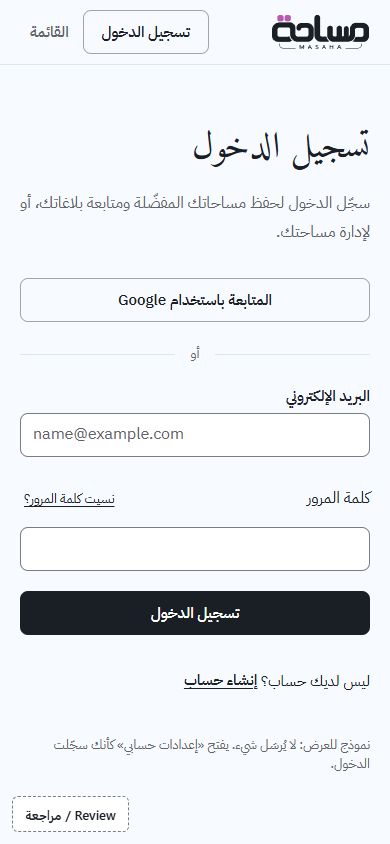 مساحة
MASAHA
تسجيل الدخول
القائمة
تسجيل الدخول
سجّل الدخول لحفظ مساحاتك المفضّلة ومتابعة بلاغاتك، أو
لإدارة مساحتك.
المتابعة باستخدام Google
أو
البريد الإلكتروني
name@example.com
كلمة المرور
نسيت كلمة المرور؟
تسجيل الدخول
ليس لديك حساب؟ إنشاء حساب
نموذج للعرض: لا يُرسَل شيء. يفتح «إعدادات حسابي» كأنك سجّلت
الدخول.
Review / مراجعة